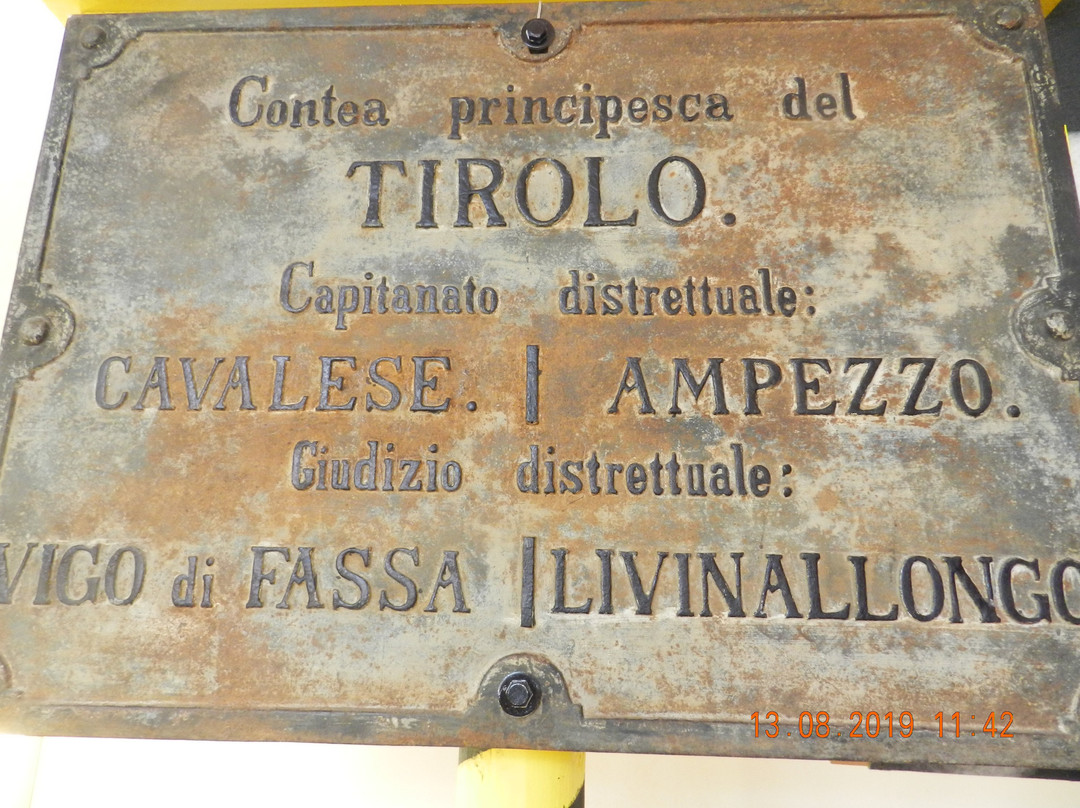 Contea principesca del
TIROLO.
Capitanato distrettuale:
CAVALESE. | AMPEZZO.
Giudizio distrettuale:
VIGO di FASSA | LIVINALLONGO
13.08.2019 11:42